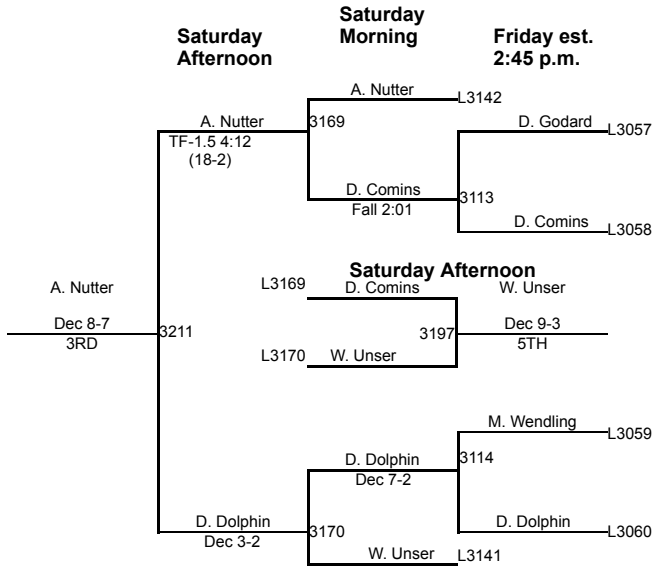 Saturday
Afternoon
Saturday
Morning
Friday est.
2:45 p.m.
A. Nutter
L3142
A. Nutter
3169
D. Godard
L3057
TF-1.5 4:12
(18-2)
D. Comins
3113
Fall 2:01
D. Comins
L3058
Saturday Afternoon
A. Nutter
L3169
D. Comins
W. Unser
Dec 8-7
3211
3197
Dec 9-3
3RD
5TH
L3170
W. Unser
M. Wendling
L3059
D. Dolphin
3114
Dec 7-2
D. Dolphin
3170
D. Dolphin
L3060
Dec 3-2
W. Unser
L3141